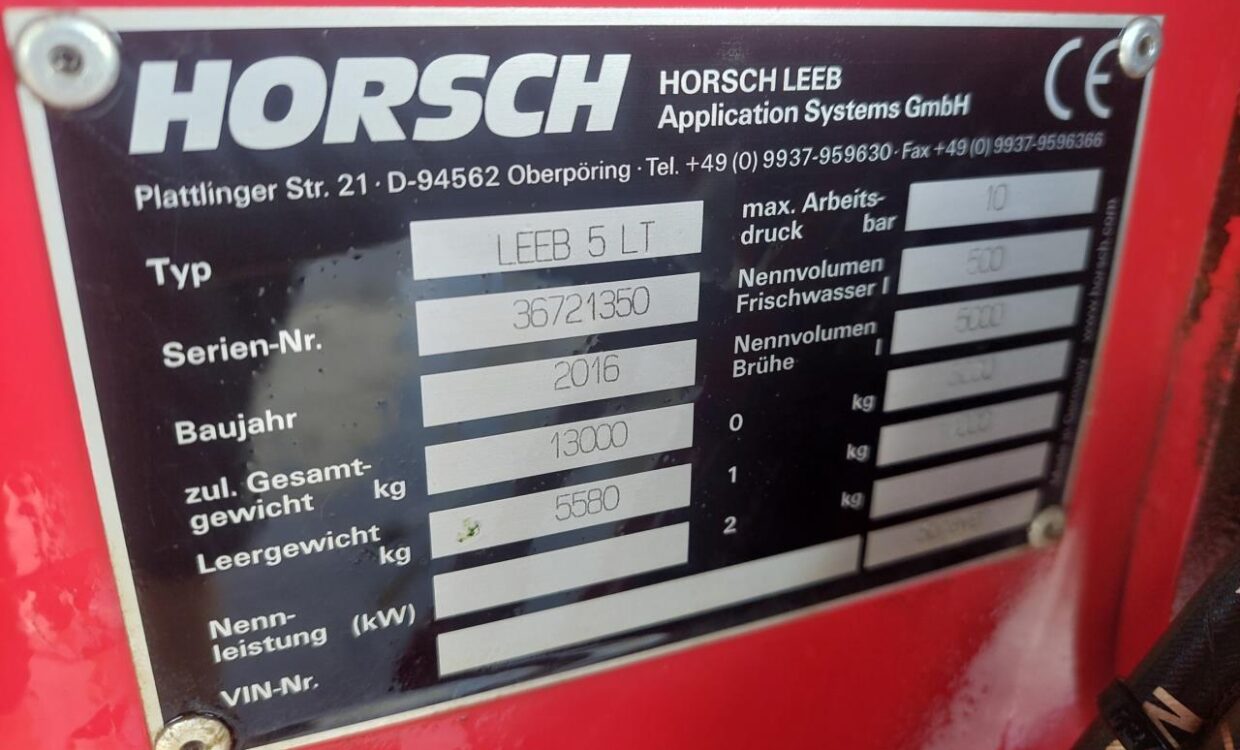 HORSCH
HORSCH LEEB
Application Systems GmbH
CE
Plattlinger Str. 21 · D-94562 Oberpöring · Tel. +49 (0) 9937-959630 · Fax +49 (0) 9937-9596366
Typ LEEB 5 LT
Serien-Nr. 36721350
Baujahr 2016
zul. Gesamt-
gewicht kg 13000
Leergewicht
kg 5580
Nenn-
leistung (kW)
VIN-Nr.
max. Arbeits-
druck bar 10
Nennvolumen
Frischwasser l 500
Nennvolumen
Brühe l 5000
0 kg
1 kg
2 kg
www.horsch.com
N